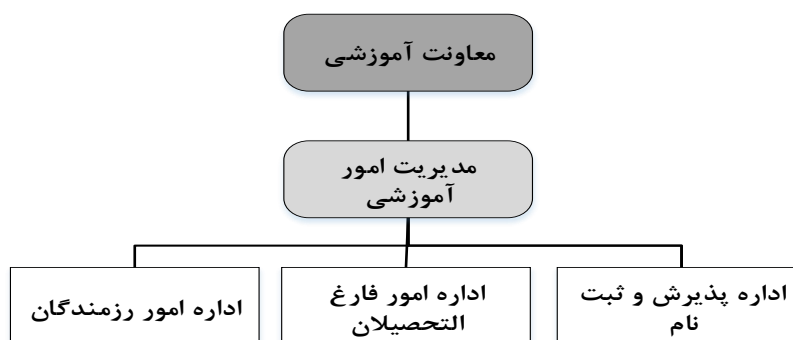 معاونت آموزشی
مدیریت امور
آموزشی
اداره پذیرش و ثبت
نام
اداره امور فارغ
التحصیلان
اداره امور رزمندگان